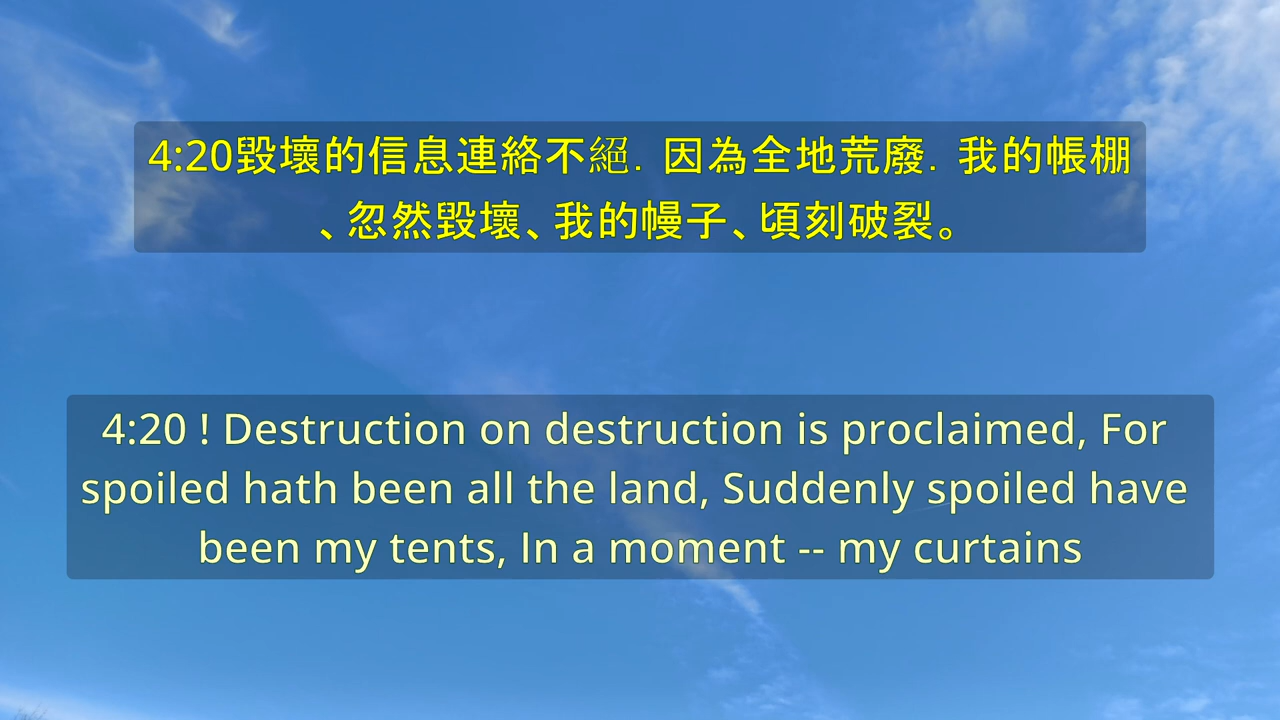 4:20毀壞的信息連絡不絕．因為全地荒廢．我的帳棚
、忽然毀壞、我的幔子、頃刻破裂。
4:20 ! Destruction on destruction is proclaimed, For
spoiled hath been all the land, Suddenly spoiled have
been my tents, In a moment -- my curtains